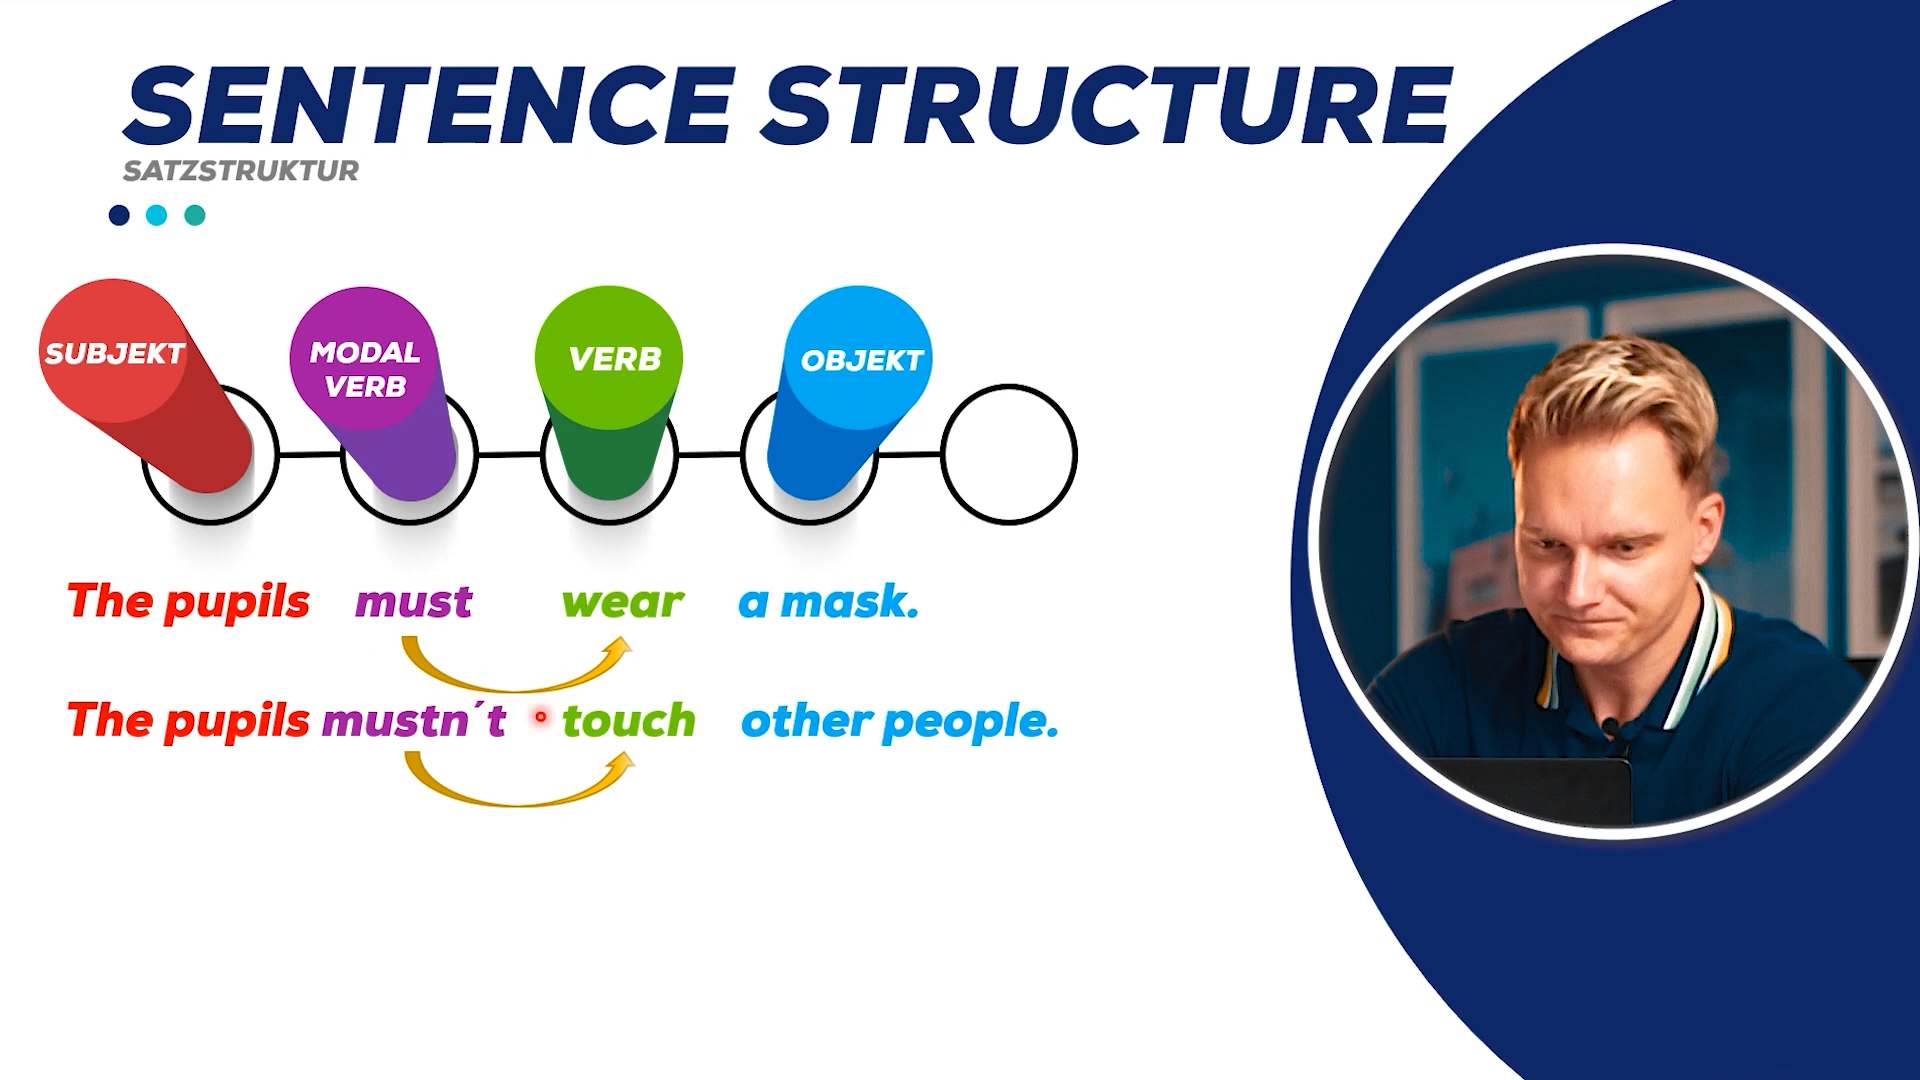 SENTENCE STRUCTURE
SATZSTRUKTUR
SUBJEKT
MODAL
VERB
VERB
OBJEKT
The pupils must wear a mask.
The pupils mustn´t touch other people.